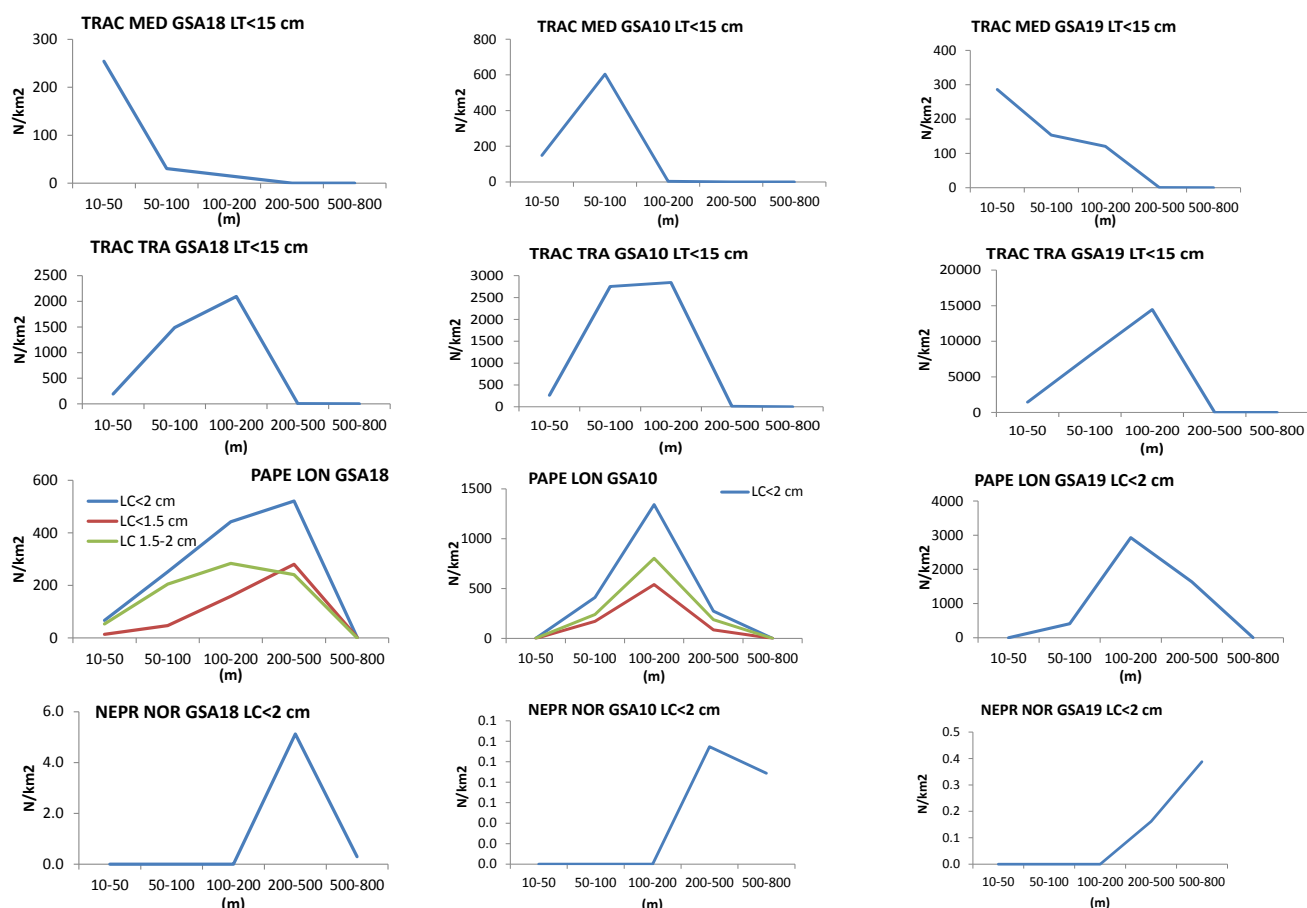 TRAC MED GSA18 LT<15 cm
300
200
100
0
N/km2
10-50 50-100 100-200 200-500 500-800
(m)
TRAC MED GSA10 LT<15 cm
800
600
400
200
0
N/km2
10-50 50-100 100-200 200-500 500-800
(m)
TRAC MED GSA19 LT<15 cm
400
300
200
100
0
N/km2
10-50 50-100 100-200 200-500 500-800
(m)
TRAC TRA GSA18 LT<15 cm
2500
2000
1500
1000
500
0
N/km2
10-50 50-100 100-200 200-500 500-800
(m)
TRAC TRA GSA10 LT<15 cm
3000
2500
2000
1500
1000
500
0
N/km2
10-50 50-100 100-200 200-500 500-800
(m)
TRAC TRA GSA19 LT<15 cm
20000
15000
10000
5000
0
N/km2
10-50 50-100 100-200 200-500 500-800
(m)
PAPE LON GSA18
LC<2 cm
LC<1.5 cm
LC 1.5-2 cm
600
400
200
0
N/km2
10-50 50-100 100-200 200-500 500-800
(m)
PAPE LON GSA10
LC<2 cm
1500
1000
500
0
N/km2
10-50 50-100 100-200 200-500 500-800
(m)
PAPE LON GSA19 LC<2 cm
4000
3000
2000
1000
0
N/km2
10-50 50-100 100-200 200-500 500-800
(m)
NEPR NOR GSA18 LC<2 cm
6.0
4.0
2.0
0.0
N/km2
10-50 50-100 100-200 200-500 500-800
(m)
NEPR NOR GSA10 LC<2 cm
0.1
0.1
0.1
0.1
0.1
0.0
0.0
0.0
N/km2
10-50 50-100 100-200 200-500 500-800
(m)
NEPR NOR GSA19 LC<2 cm
0.5
0.4
0.3
0.2
0.1
0.0
N/km2
10-50 50-100 100-200 200-500 500-800
(m)